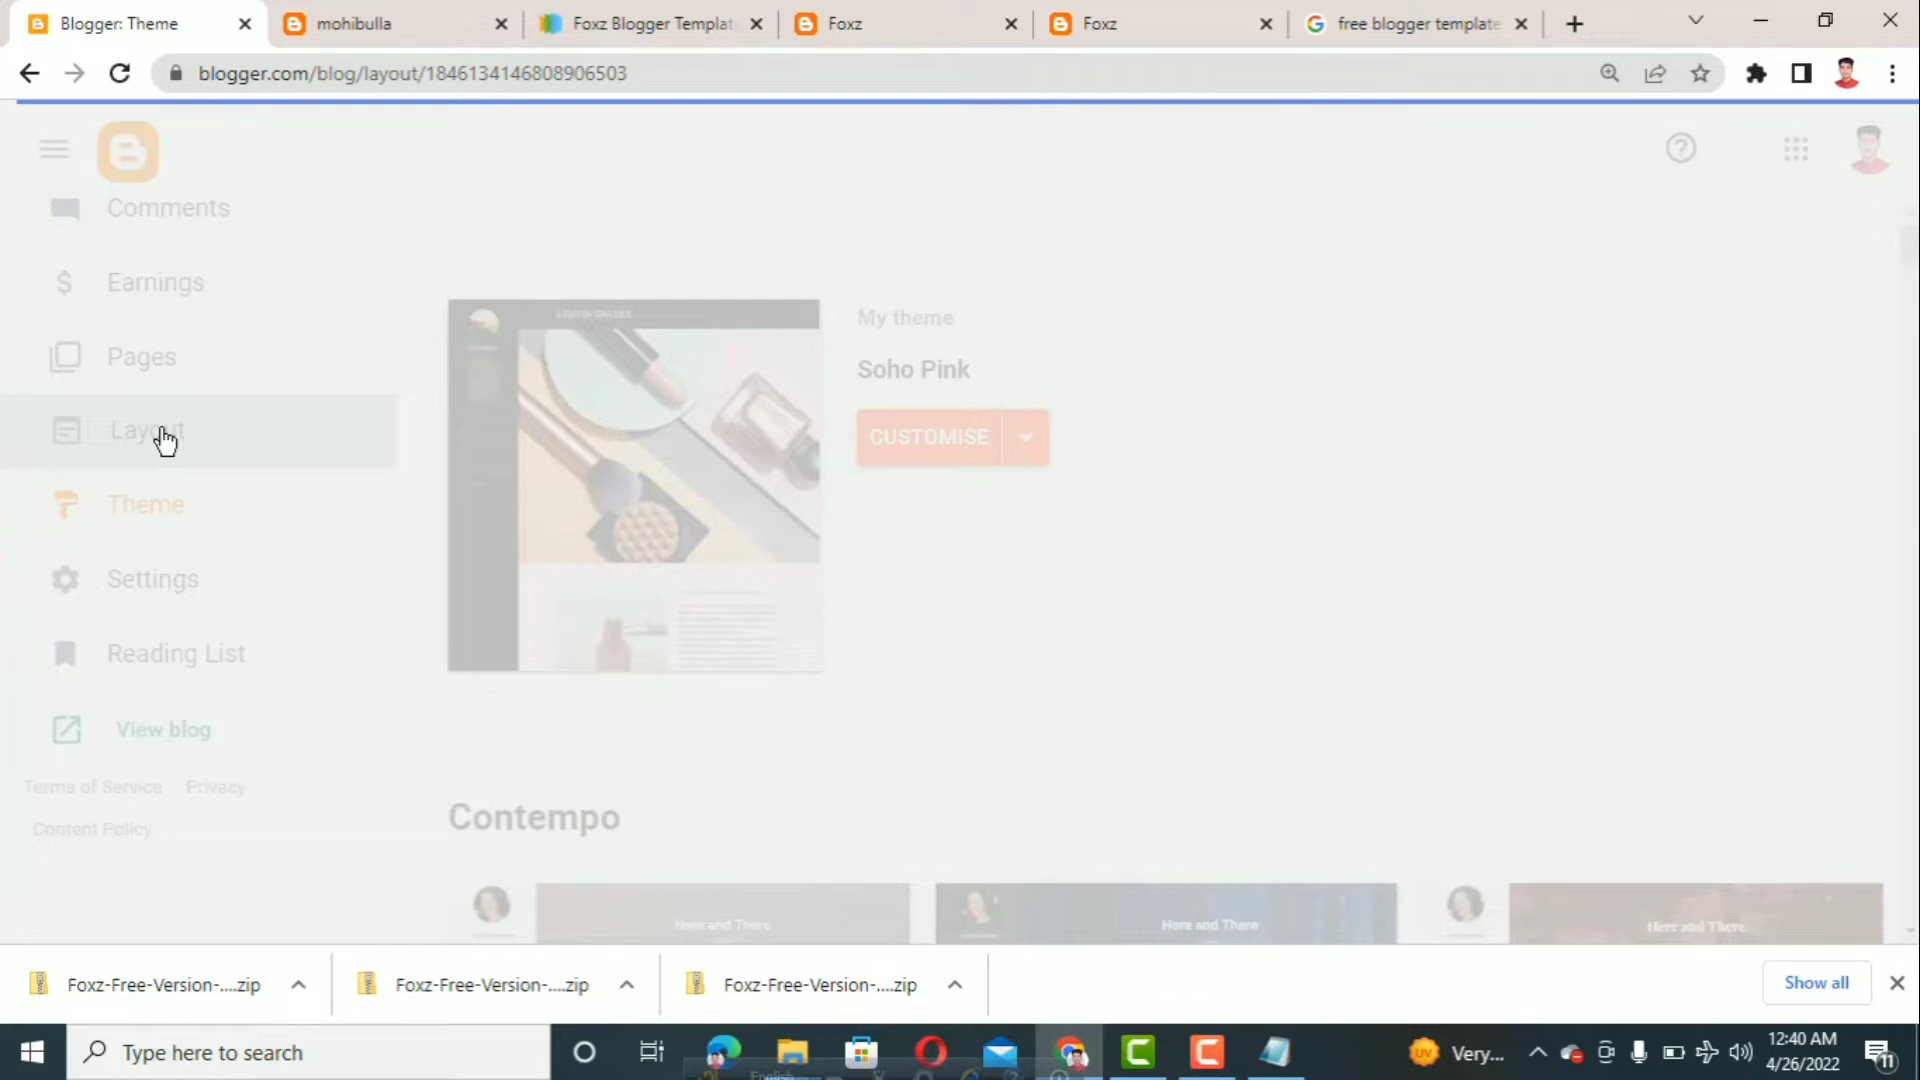 Blogger: Theme
mohibulla
Foxz Blogger Templat
Foxz
Foxz
free blogger template
blogger.com/blog/layout/1846134146808906503
Comments
Earnings
Pages
Layout
Theme
Settings
Reading List
View blog
Terms of Service · Privacy
Content Policy
My theme
Soho Pink
CUSTOMISE
Contempo
Here and There
Here and There
Here and There
Foxz-Free-Version-....zip
Foxz-Free-Version-....zip
Foxz-Free-Version-....zip
Show all
Type here to search
English
UV
Very...
12:40 AM
4/26/2022
11